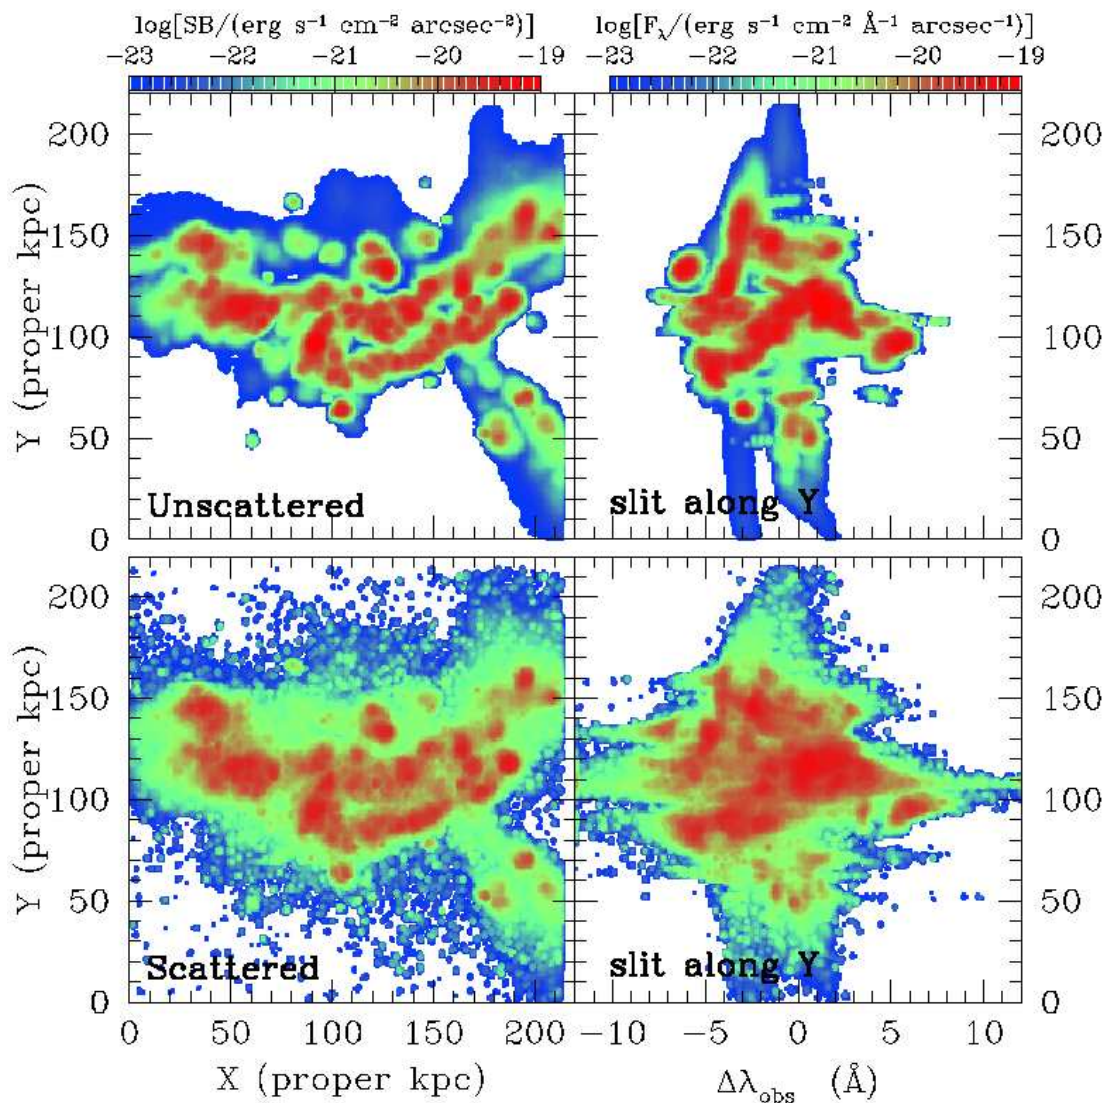 log[SB/(erg s⁻¹ cm⁻² arcsec⁻²)] log[F_λ/(erg s⁻¹ cm⁻² Å⁻¹ arcsec⁻¹)]
−23 −22 −21 −20 −19 −23 −22 −21 −20 −19
200 200
150 150
Y (proper kpc)
100 100
50 50
Unscattered slit along Y
0 0
200 200
150 150
Y (proper kpc)
100 100
50 50
Scattered slit along Y
0 0
0 50 100 150 200 −10 −5 0 5 10
X (proper kpc) Δλ_obs (Å)